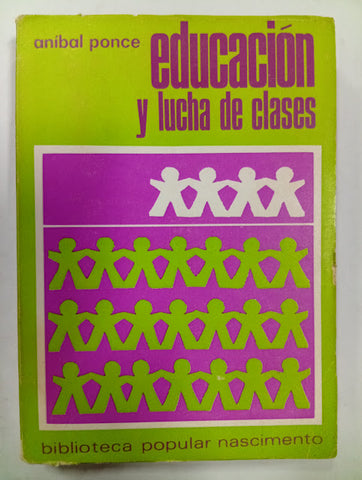 aníbal ponce educación
y lucha de clases
biblioteca popular nascimento